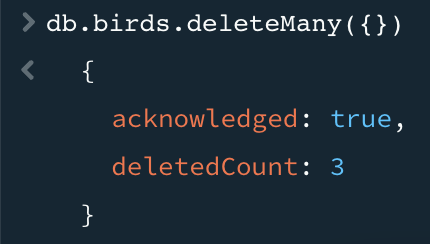 > db.birds.deleteMany({})
< {
acknowledged: true,
deletedCount: 3
}